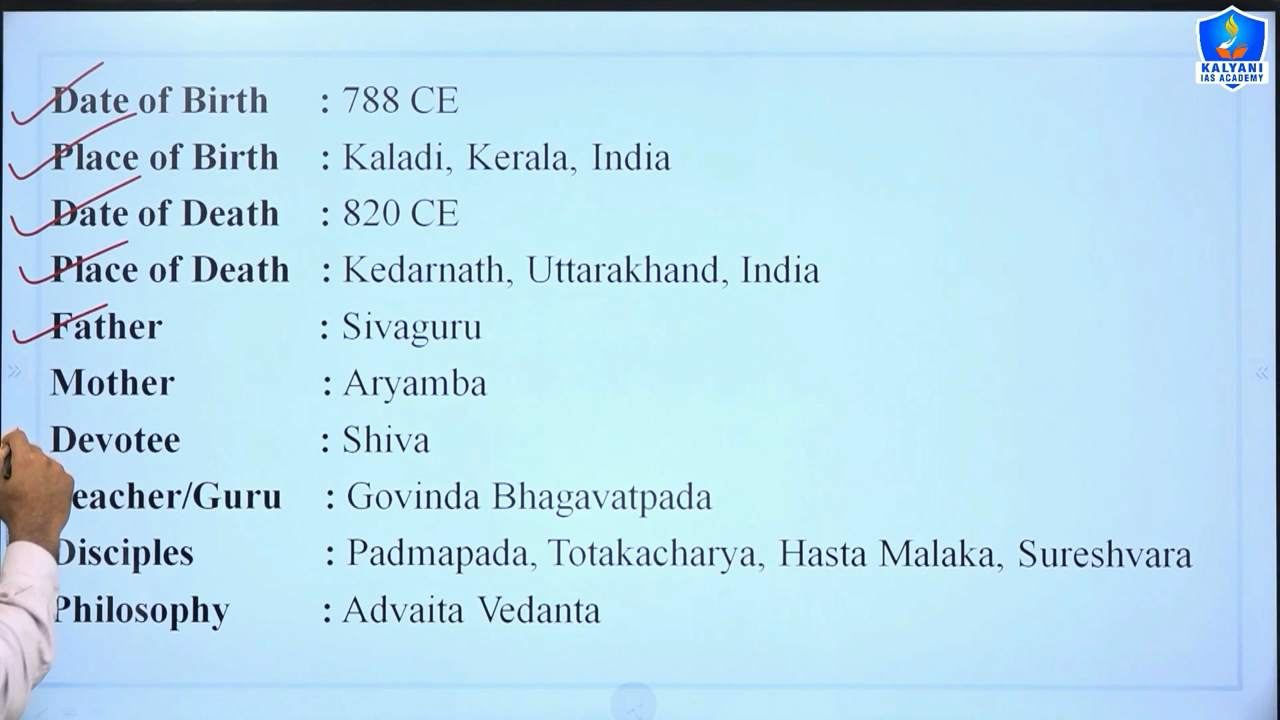 KALYANI
IAS ACADEMY
Date of Birth : 788 CE
Place of Birth : Kaladi, Kerala, India
Date of Death : 820 CE
Place of Death : Kedarnath, Uttarakhand, India
Father : Sivaguru
Mother : Aryamba
Devotee : Shiva
eacher/Guru : Govinda Bhagavatpada
Disciples : Padmapada, Totakacharya, Hasta Malaka, Sureshvara
Philosophy : Advaita Vedanta